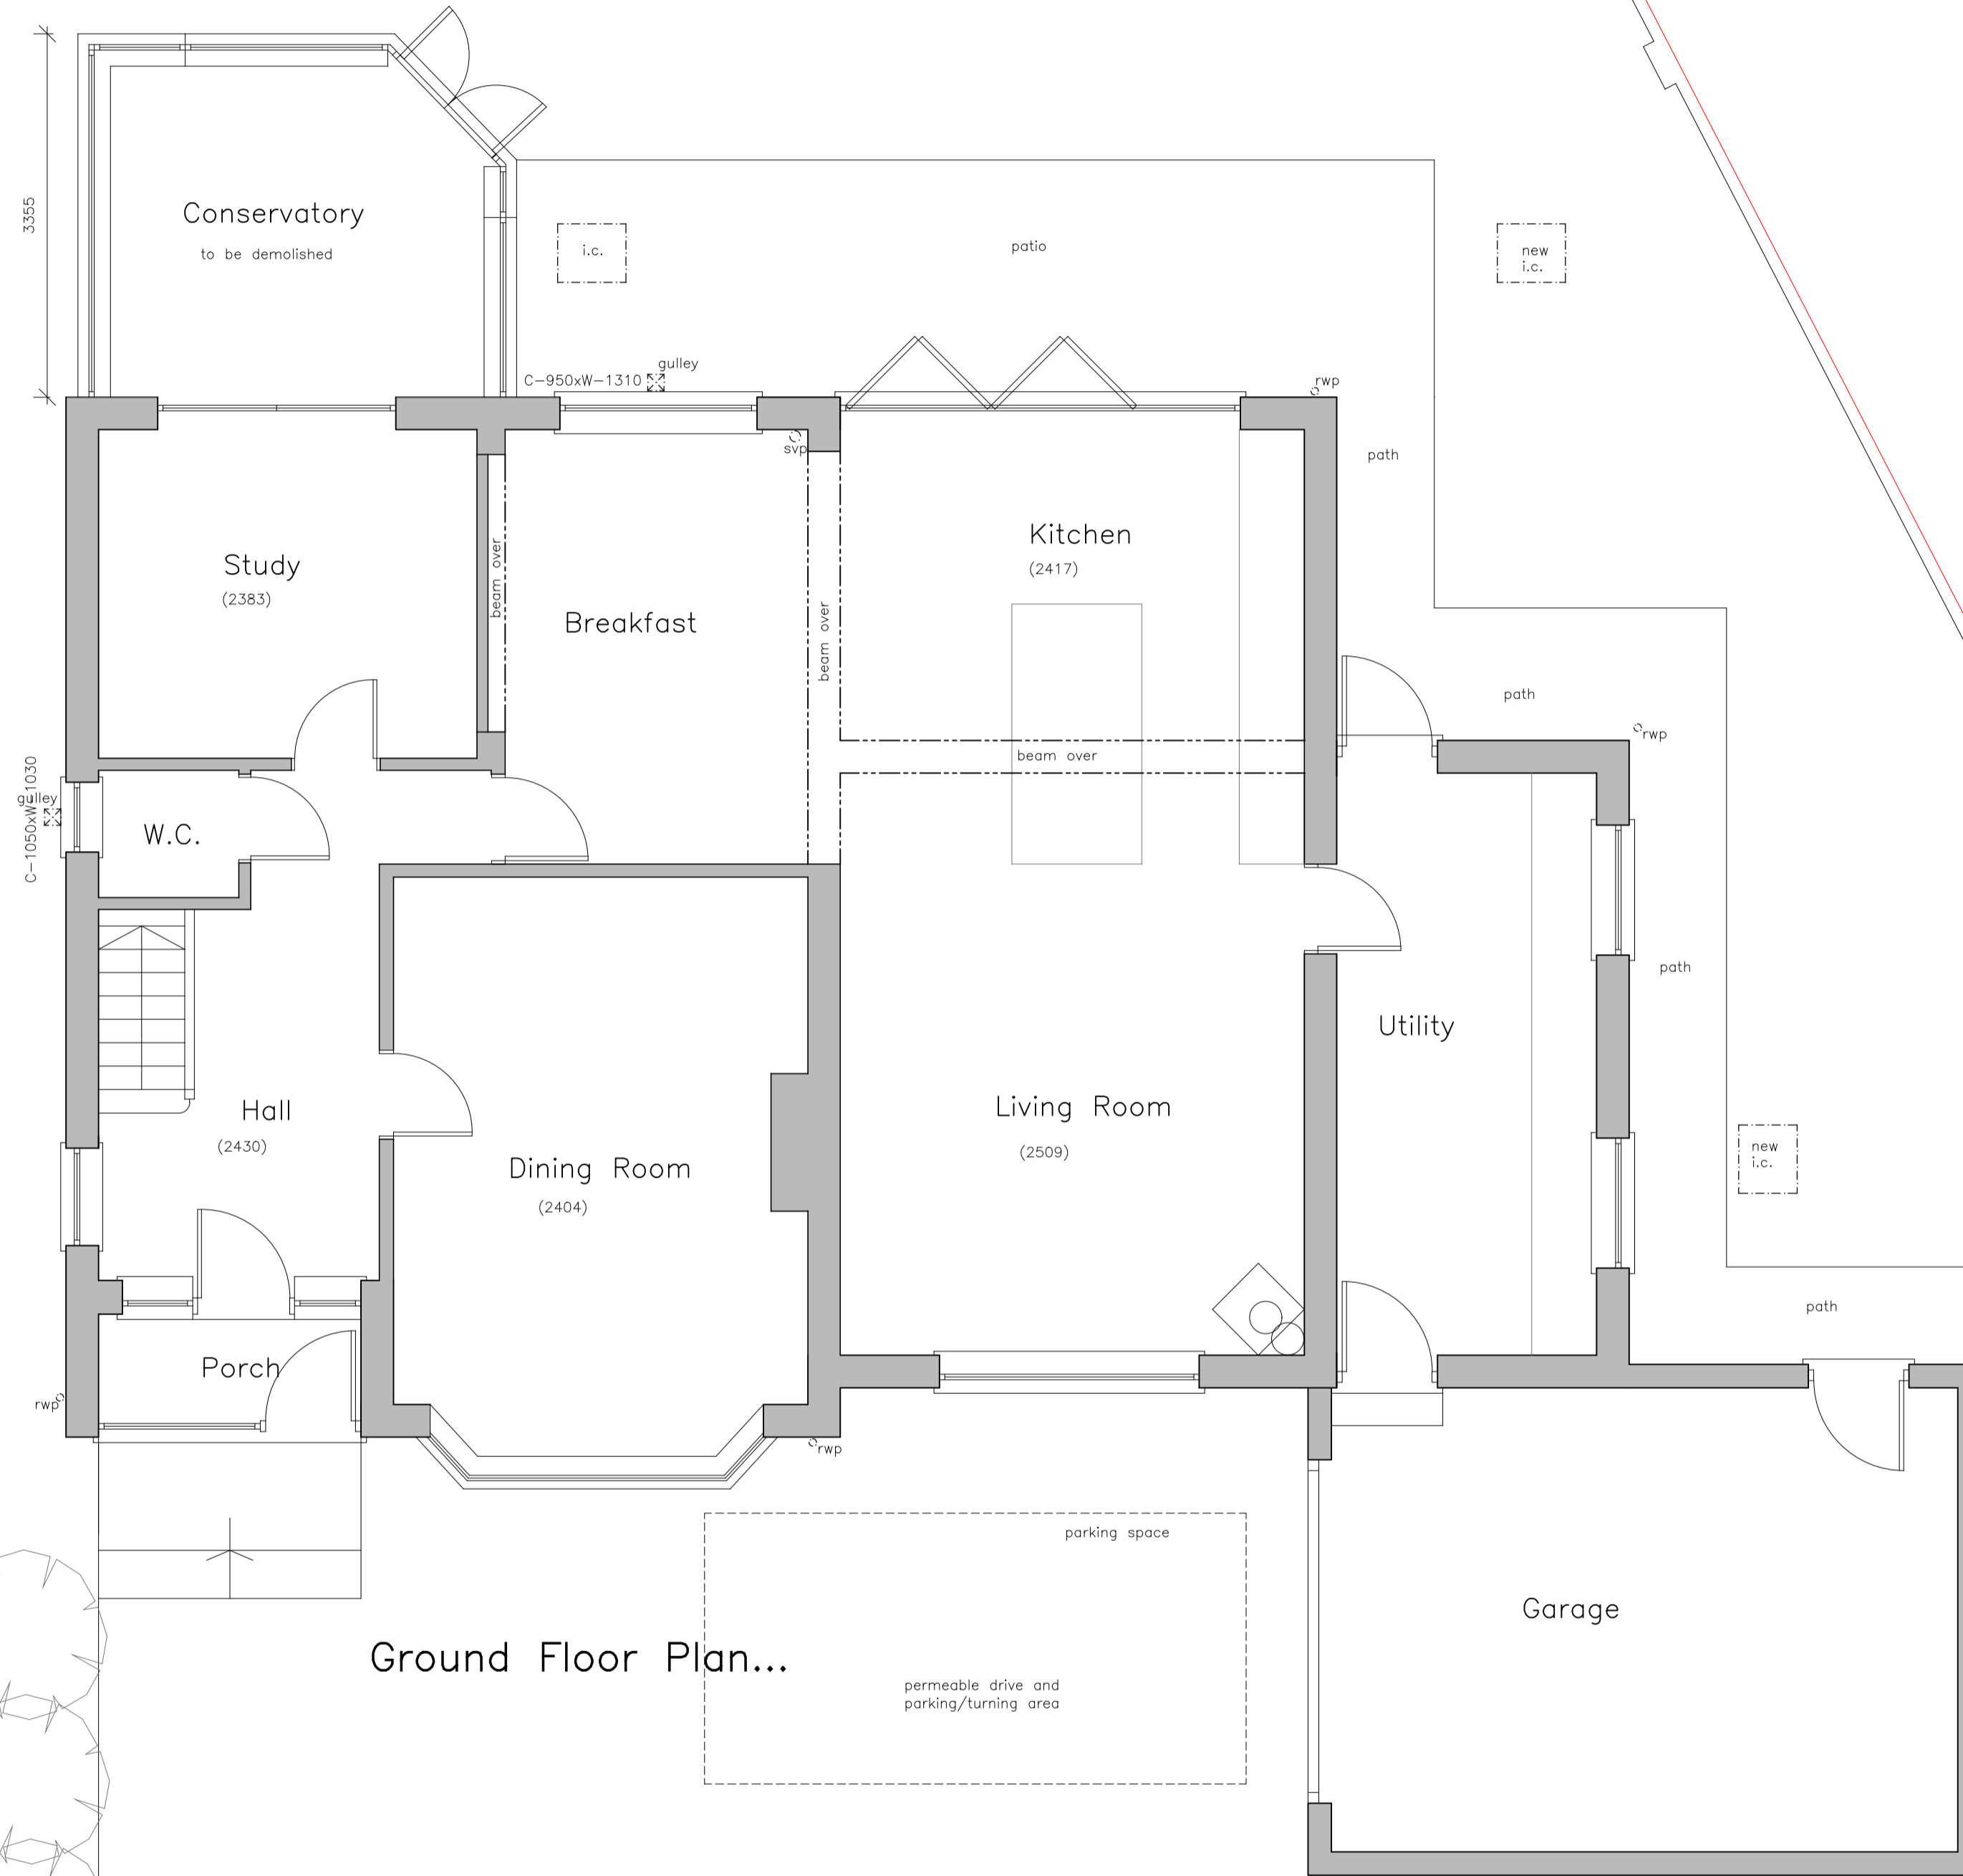 3355
Conservatory
to be demolished
i.c.
patio
new
i.c.
gulley
C-950xW-1310
rwp
svp
path
Kitchen
(2417)
Study
(2383)
beam over
Breakfast
beam over
path
rwp
beam over
gulley
C-1050xW-1030
W.C.
path
Utility
Hall
(2430)
Living Room
(2509)
Dining Room
(2404)
new
i.c.
path
Porch
rwp
rwp
parking space
Garage
Ground Floor Plan...
permeable drive and
parking/turning area